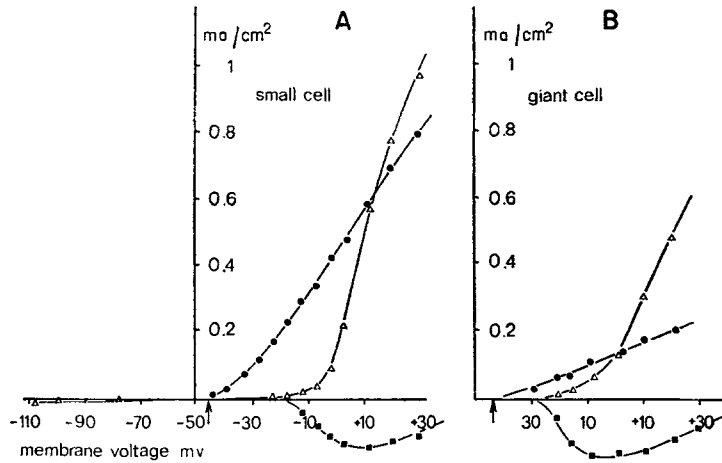 A
B
ma/cm²
ma/cm²
1
1
small cell
giant cell
0.8
0.8
0.6
0.6
0.4
0.4
0.2
0.2
-110 -90 -70 -50 -30 -10 +10 +30
30 10 +10 +30
membrane voltage mv